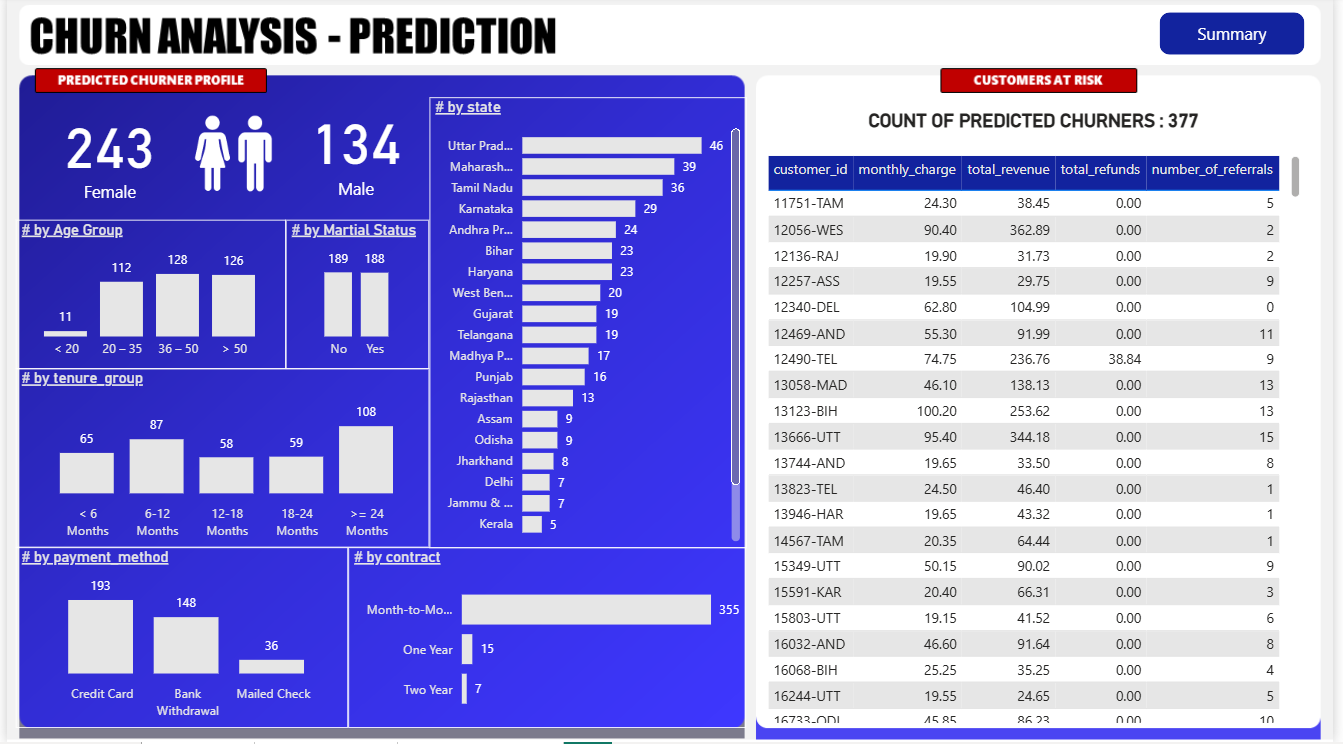 CHURN ANALYSIS - PREDICTION
Summary
PREDICTED CHURNER PROFILE
243
Female
134
Male
# by Age Group
11
112
128
126
< 20
20 – 35
36 – 50
> 50
# by Martial Status
189
188
No
Yes
# by tenure_group
65
87
58
59
108
< 6
Months
6-12
Months
12-18
Months
18-24
Months
>= 24
Months
# by payment_method
193
148
36
Credit Card
Bank
Withdrawal
Mailed Check
# by state
Uttar Prad... 46
Maharash... 39
Tamil Nadu 36
Karnataka 29
Andhra Pr... 24
Bihar 23
Haryana 23
West Ben... 20
Gujarat 19
Telangana 19
Madhya P... 17
Punjab 16
Rajasthan 13
Assam 9
Odisha 9
Jharkhand 8
Delhi 7
Jammu & ... 7
Kerala 5
# by contract
Month-to-Mo... 355
One Year 15
Two Year 7
CUSTOMERS AT RISK
COUNT OF PREDICTED CHURNERS : 377
customer_id monthly_charge total_revenue total_refunds number_of_referrals
11751-TAM 24.30 38.45 0.00 5
12056-WES 90.40 362.89 0.00 2
12136-RAJ 19.90 31.73 0.00 2
12257-ASS 19.55 29.75 0.00 9
12340-DEL 62.80 104.99 0.00 0
12469-AND 55.30 91.99 0.00 11
12490-TEL 74.75 236.76 38.84 9
13058-MAD 46.10 138.13 0.00 13
13123-BIH 100.20 253.62 0.00 13
13666-UTT 95.40 344.18 0.00 15
13744-AND 19.65 33.50 0.00 8
13823-TEL 24.50 46.40 0.00 1
13946-HAR 19.65 43.32 0.00 1
14567-TAM 20.35 64.44 0.00 1
15349-UTT 50.15 90.02 0.00 9
15591-KAR 20.40 66.31 0.00 3
15803-UTT 19.15 41.52 0.00 6
16032-AND 46.60 91.64 0.00 8
16068-BIH 25.25 35.25 0.00 4
16244-UTT 19.55 24.65 0.00 5
16733-ODI 45.85 86.23 0.00 10